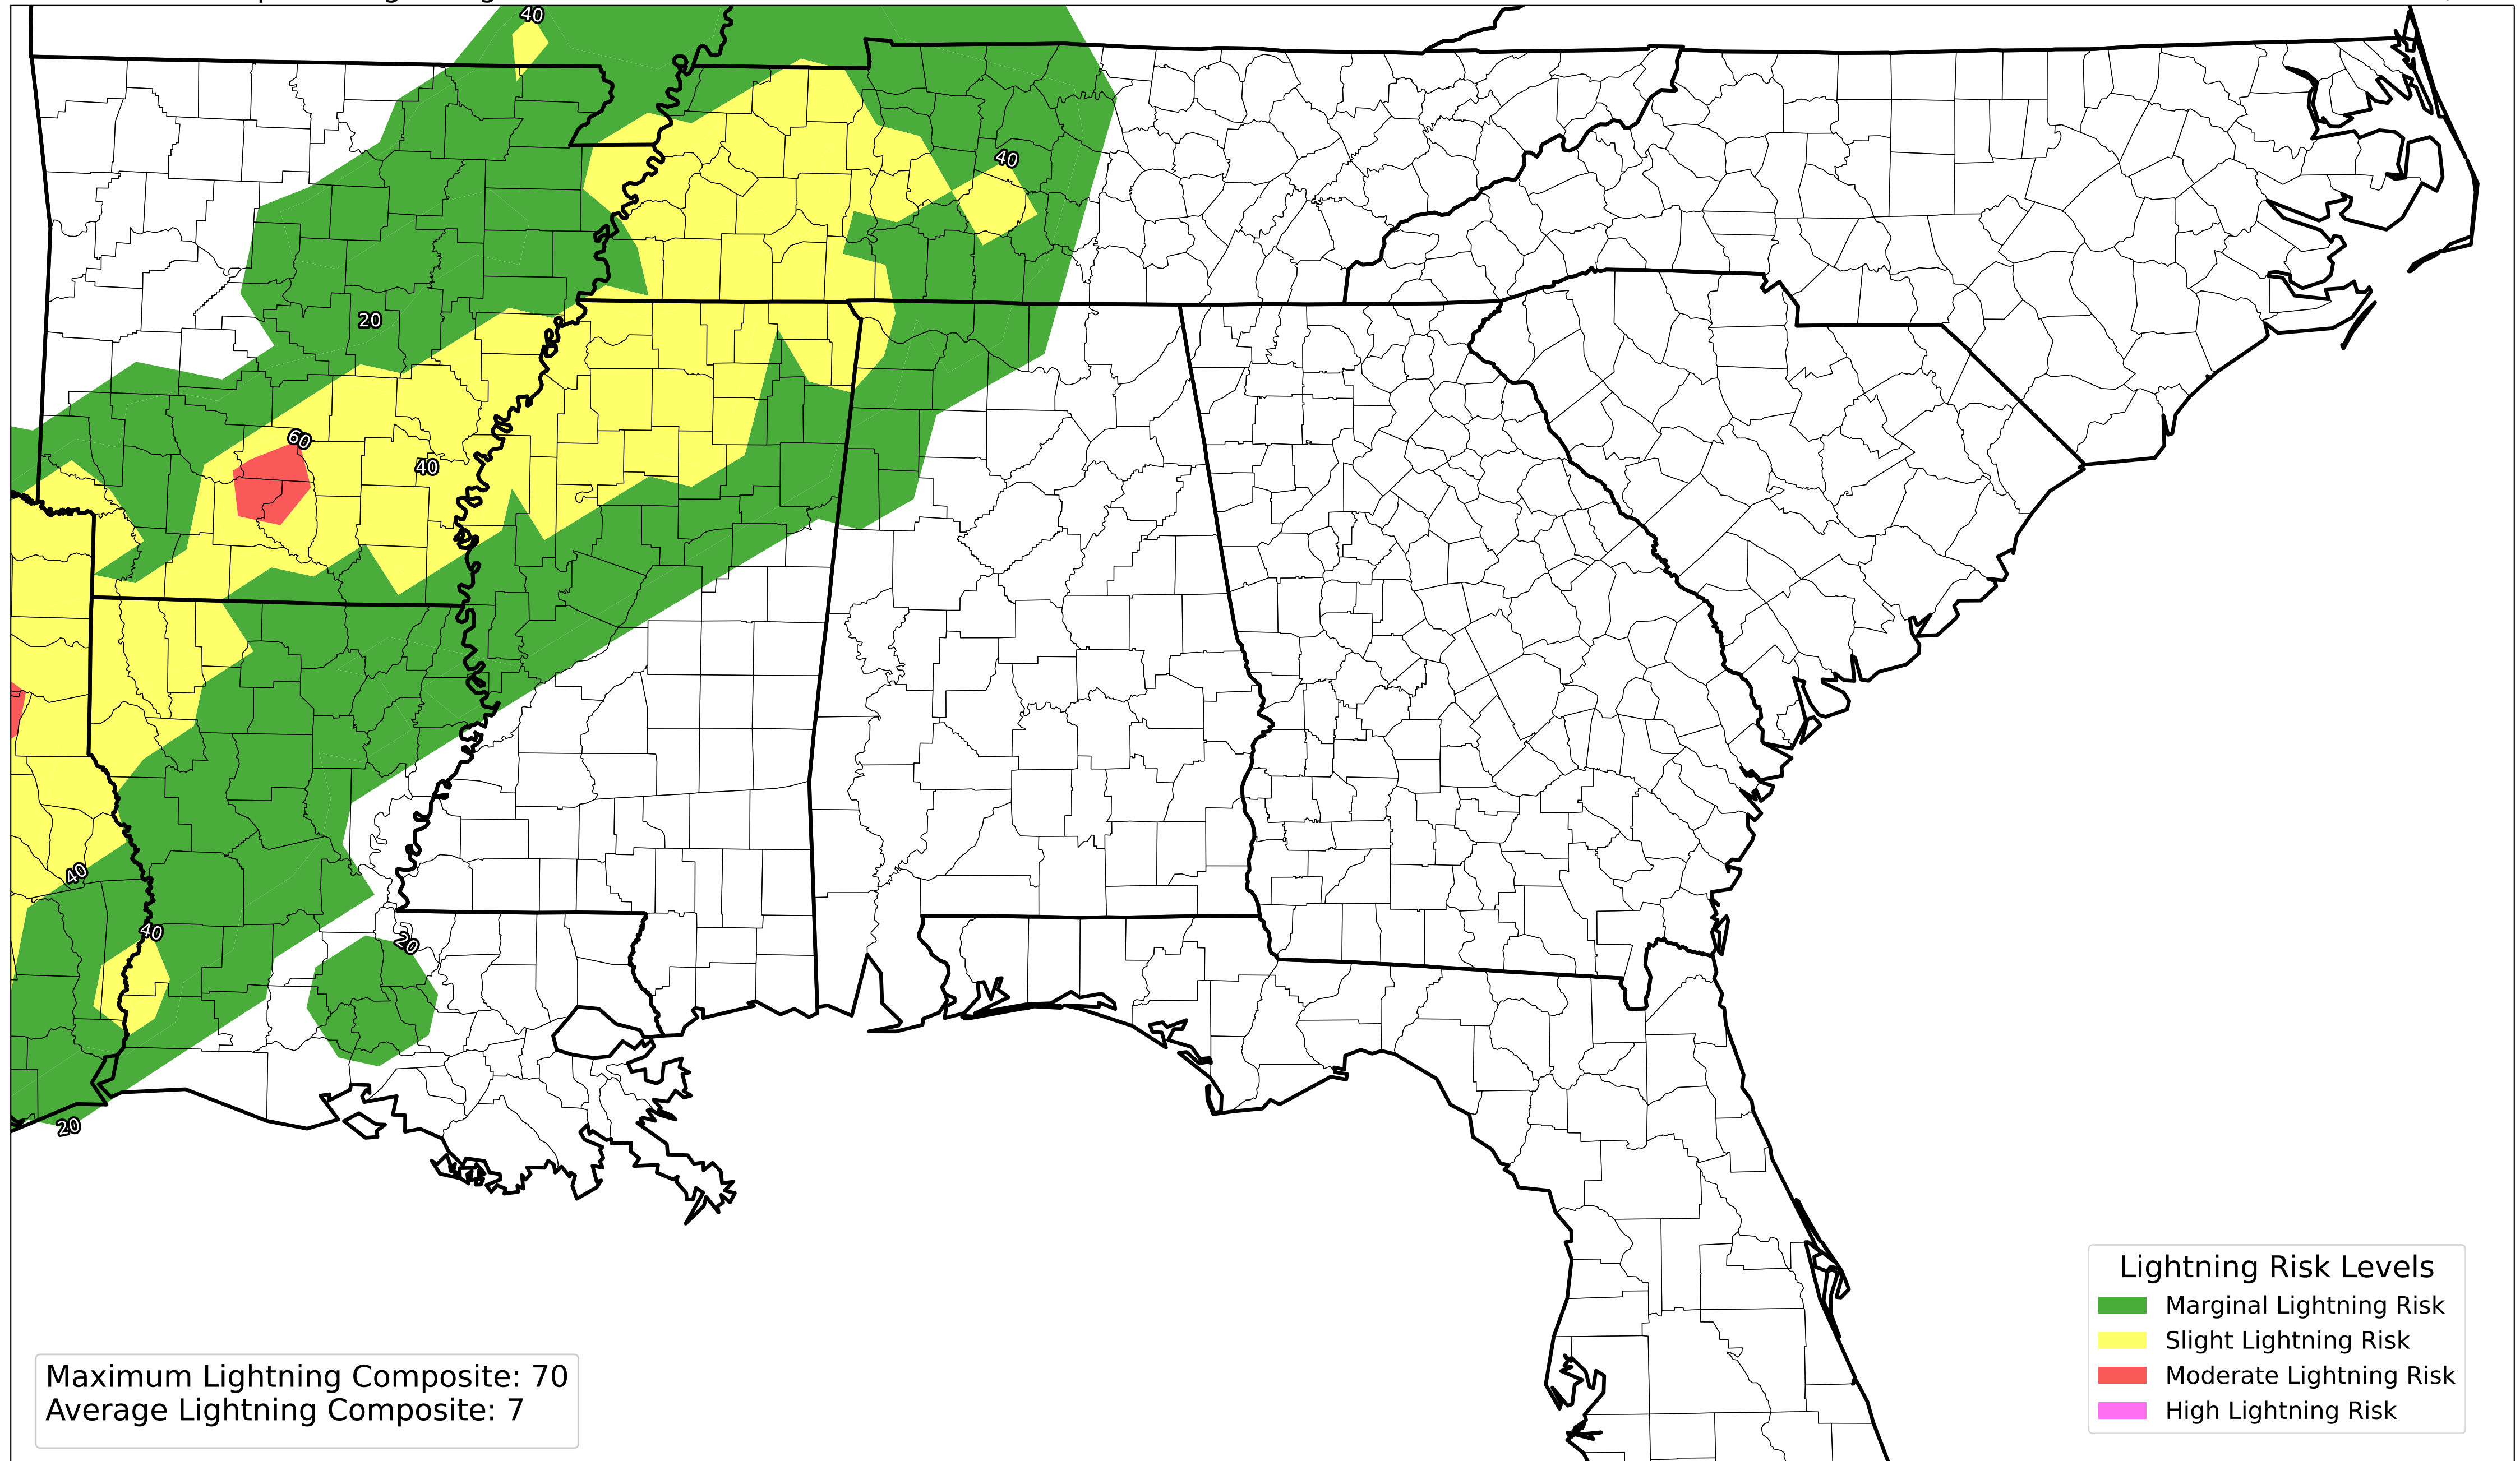 40
40
20
60
40
40
40
20
20
Lightning Risk Levels
Marginal Lightning Risk
Slight Lightning Risk
Moderate Lightning Risk
High Lightning Risk
Maximum Lightning Composite: 70
Average Lightning Composite: 7